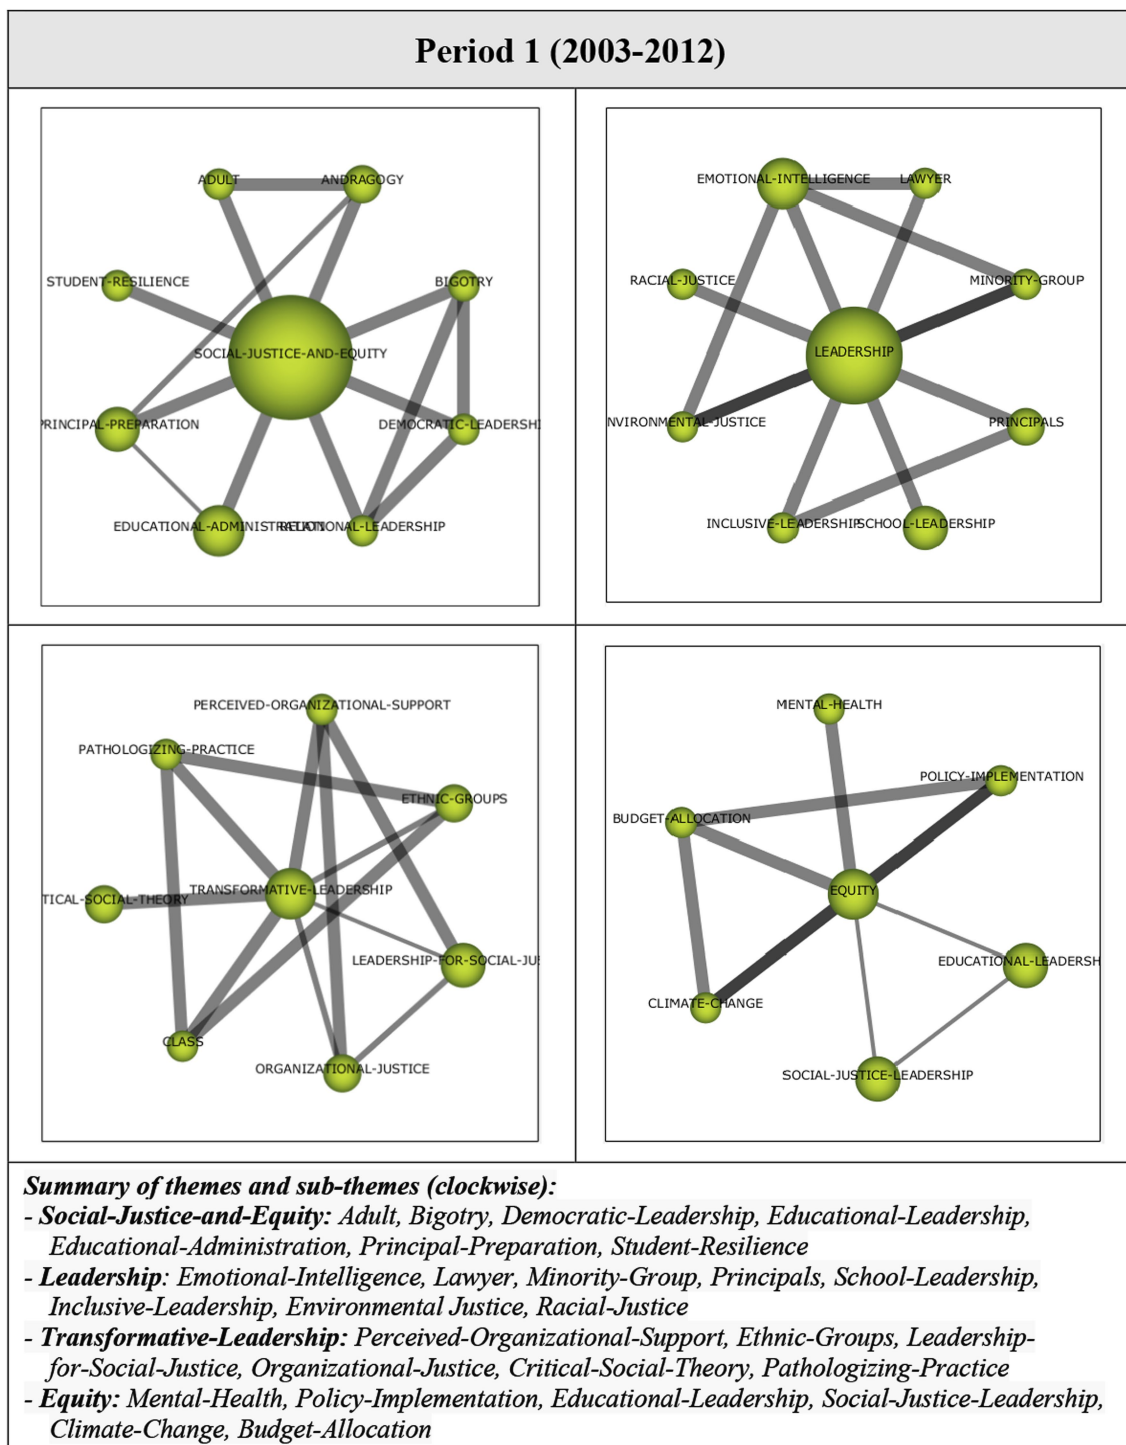 Period 1 (2003-2012)
ADULT
ANDRAGOGY
STUDENT-RESILIENCE
BIGOTRY
SOCIAL-JUSTICE-AND-EQUITY
PRINCIPAL-PREPARATION
DEMOCRATIC-LEADERSHI
EDUCATIONAL-ADMINISTRATION
RELATIONAL-LEADERSHIP
EMOTIONAL-INTELLIGENCE
LAWYER
RACIAL-JUSTICE
MINORITY-GROUP
LEADERSHIP
NVIRONMENTAL-JUSTICE
PRINCIPALS
INCLUSIVE-LEADERSHIP
SCHOOL-LEADERSHIP
PERCEIVED-ORGANIZATIONAL-SUPPORT
PATHOLOGIZING-PRACTICE
ETHNIC-GROUPS
TRANSFORMATIVE-LEADERSHIP
TICAL-SOCIAL-THEORY
LEADERSHIP-FOR-SOCIAL-JUS
CLASS
ORGANIZATIONAL-JUSTICE
MENTAL-HEALTH
POLICY-IMPLEMENTATION
BUDGET-ALLOCATION
EQUITY
EDUCATIONAL-LEADERSH
CLIMATE-CHANGE
SOCIAL-JUSTICE-LEADERSHIP
Summary of themes and sub-themes (clockwise):
- Social-Justice-and-Equity: Adult, Bigotry, Democratic-Leadership, Educational-Leadership,
Educational-Administration, Principal-Preparation, Student-Resilience
- Leadership: Emotional-Intelligence, Lawyer, Minority-Group, Principals, School-Leadership,
Inclusive-Leadership, Environmental Justice, Racial-Justice
- Transformative-Leadership: Perceived-Organizational-Support, Ethnic-Groups, Leadership-
for-Social-Justice, Organizational-Justice, Critical-Social-Theory, Pathologizing-Practice
- Equity: Mental-Health, Policy-Implementation, Educational-Leadership, Social-Justice-Leadership,
Climate-Change, Budget-Allocation